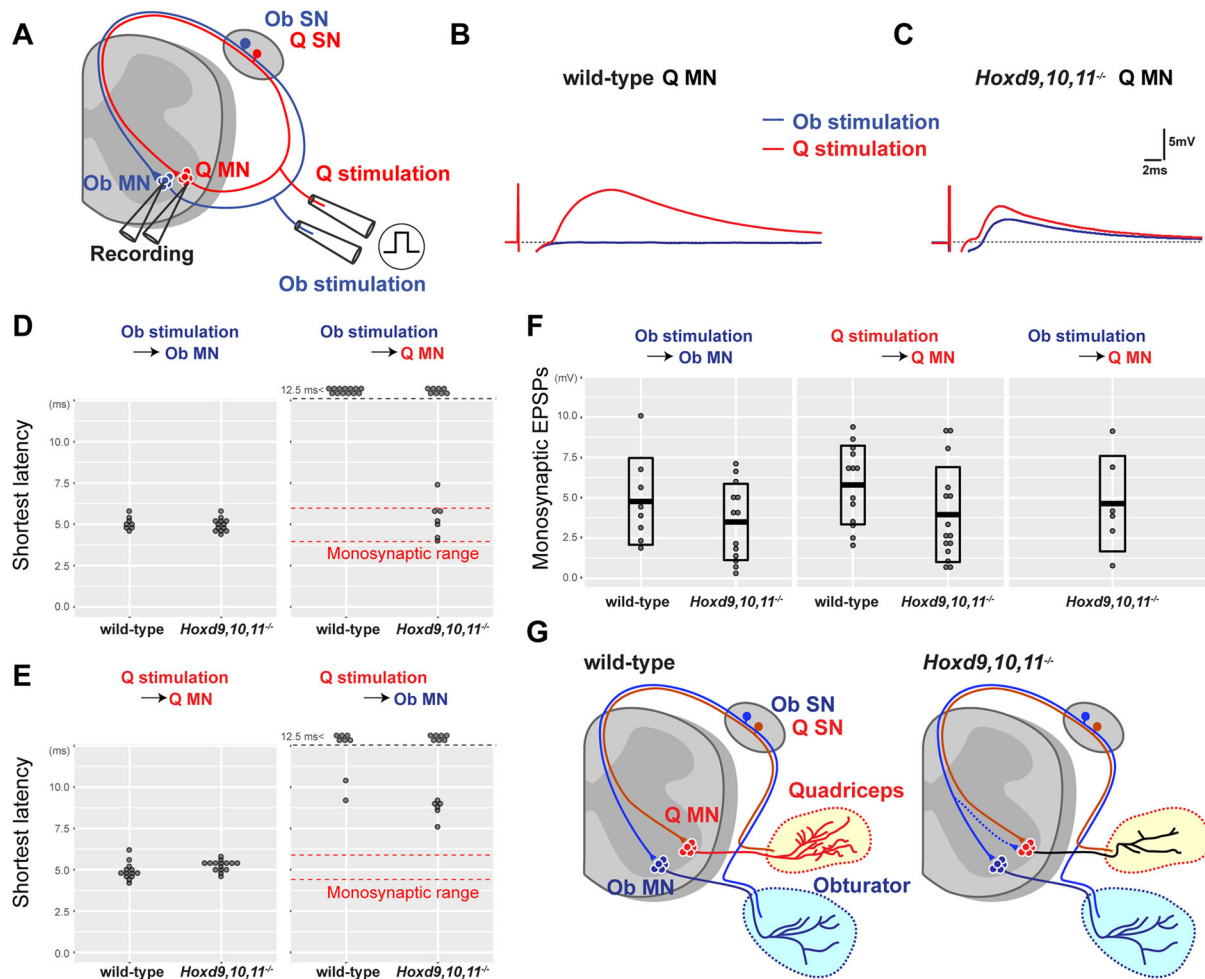 A
Ob SN
Q SN
Ob MN
Q MN
Recording
Q stimulation
Ob stimulation
B
wild-type Q MN
C
Hoxd9,10,11-/- Q MN
Ob stimulation
Q stimulation
5mV
2ms
D
Ob stimulation
→ Ob MN
Ob stimulation
→ Q MN
Shortest latency
(ms)
10.0
7.5
5.0
2.5
0.0
12.5 ms<
Monosynaptic range
wild-type
Hoxd9,10,11-/-
wild-type
Hoxd9,10,11-/-
E
Q stimulation
→ Q MN
Q stimulation
→ Ob MN
Shortest latency
(ms)
10.0
7.5
5.0
2.5
0.0
12.5 ms<
Monosynaptic range
wild-type
Hoxd9,10,11-/-
wild-type
Hoxd9,10,11-/-
F
Ob stimulation
→ Ob MN
Q stimulation
→ Q MN
Ob stimulation
→ Q MN
Monosynaptic EPSPs
(mV)
10.0
7.5
5.0
2.5
0.0
wild-type
Hoxd9,10,11-/-
wild-type
Hoxd9,10,11-/-
Hoxd9,10,11-/-
G
wild-type
Hoxd9,10,11-/-
Ob SN
Q SN
Quadriceps
Q MN
Ob MN
Obturator